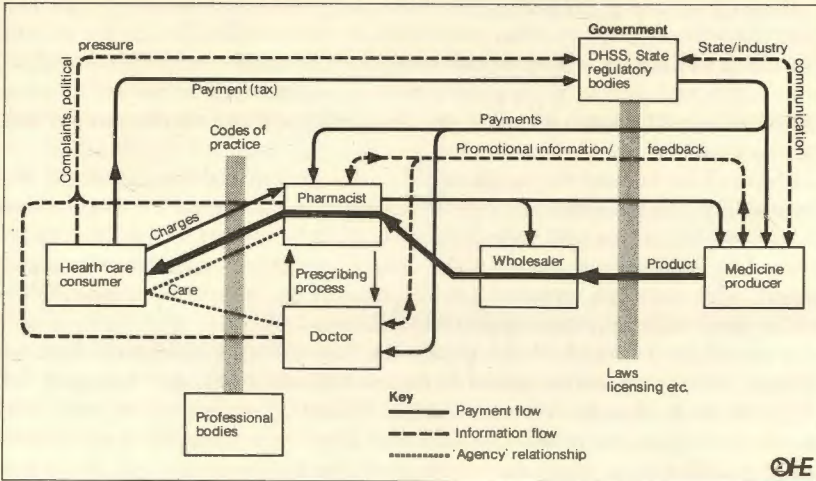 Government
DHSS, State
regulatory
bodies
State/industry
communication
pressure
Complaints, political
Payment (tax)
Codes of
practice
Payments
Promotional information/ feedback
Pharmacist
Charges
Health care
consumer
Care
Prescribing
process
Wholesaler
Product
Medicine
producer
Doctor
Laws
licensing etc.
Professional
bodies
Key
Payment flow
Information flow
'Agency' relationship
OHE